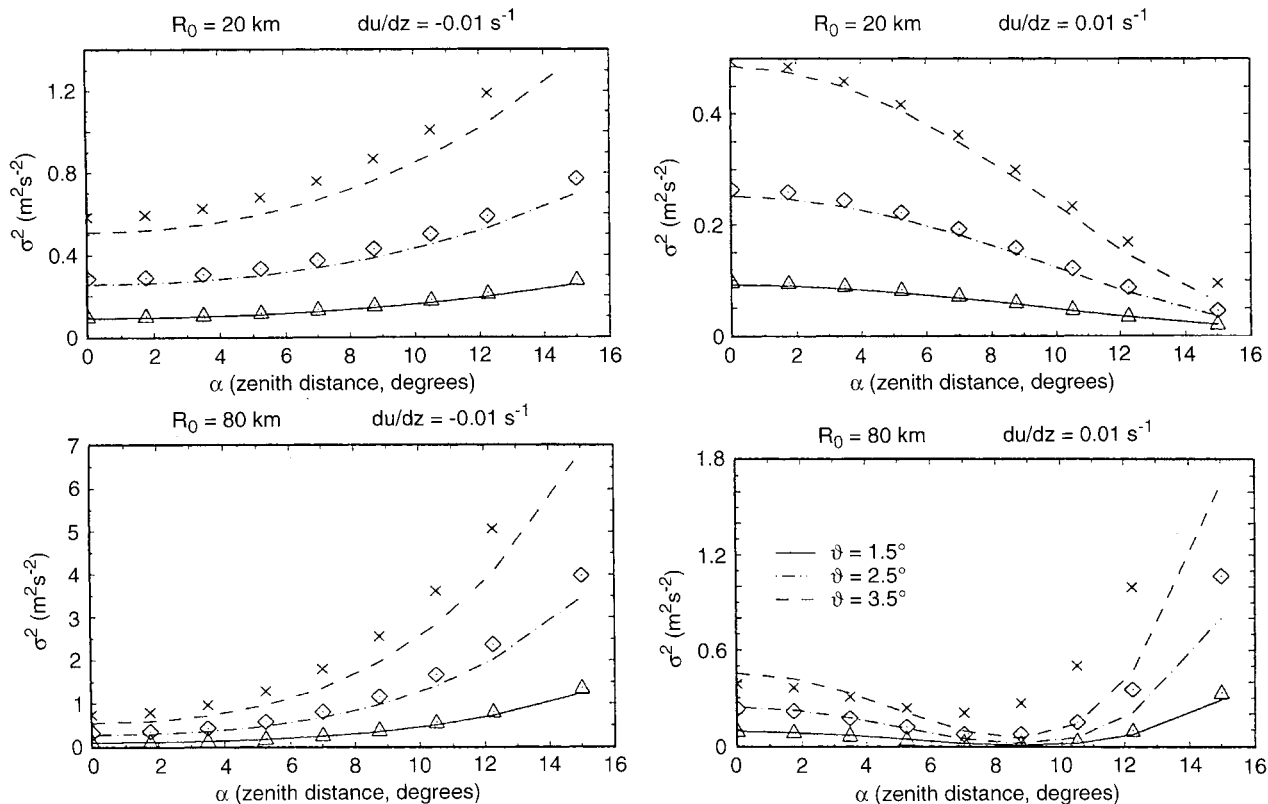 R₀ = 20 km du/dz = -0.01 s⁻¹
1.2
0.8
0.4
0
σ² (m²s⁻²)
0 2 4 6 8 10 12 14 16
α (zenith distance, degrees)
R₀ = 20 km du/dz = 0.01 s⁻¹
0.4
0.2
0
σ² (m²s⁻²)
0 2 4 6 8 10 12 14 16
α (zenith distance, degrees)
R₀ = 80 km du/dz = -0.01 s⁻¹
7
6
5
4
3
2
1
0
σ² (m²s⁻²)
0 2 4 6 8 10 12 14 16
α (zenith distance, degrees)
R₀ = 80 km du/dz = 0.01 s⁻¹
1.8
1.2
0.6
0
σ² (m²s⁻²)
ϑ = 1.5°
ϑ = 2.5°
ϑ = 3.5°
0 2 4 6 8 10 12 14 16
α (zenith distance, degrees)